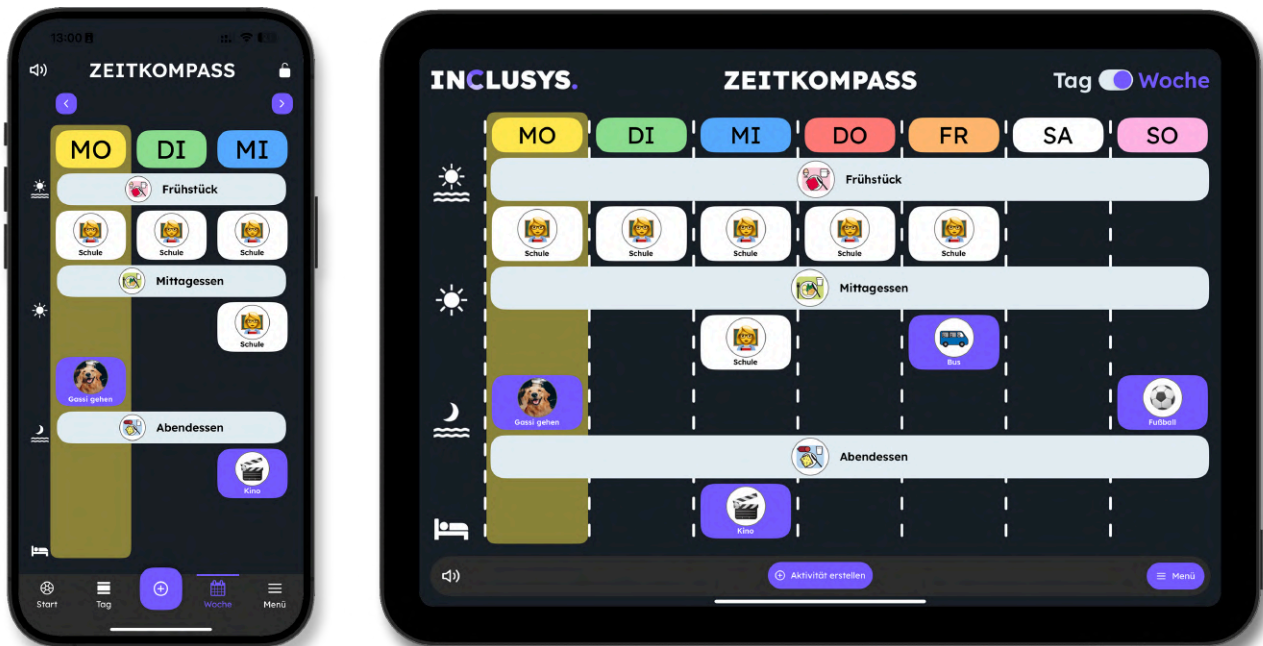 13:00
ZEITKOMPASS
MO DI MI
Frühstück
Schule Schule Schule
Mittagessen
Schule
Gassi gehen
Abendessen
Kino
Start Tag Woche Menü
INCLUSYS. ZEITKOMPASS Tag Woche
MO DI MI DO FR SA SO
Frühstück
Schule Schule Schule Schule Schule
Mittagessen
Schule Bus
Gassi gehen Fußball
Abendessen
Kino
Aktivität erstellen Menü